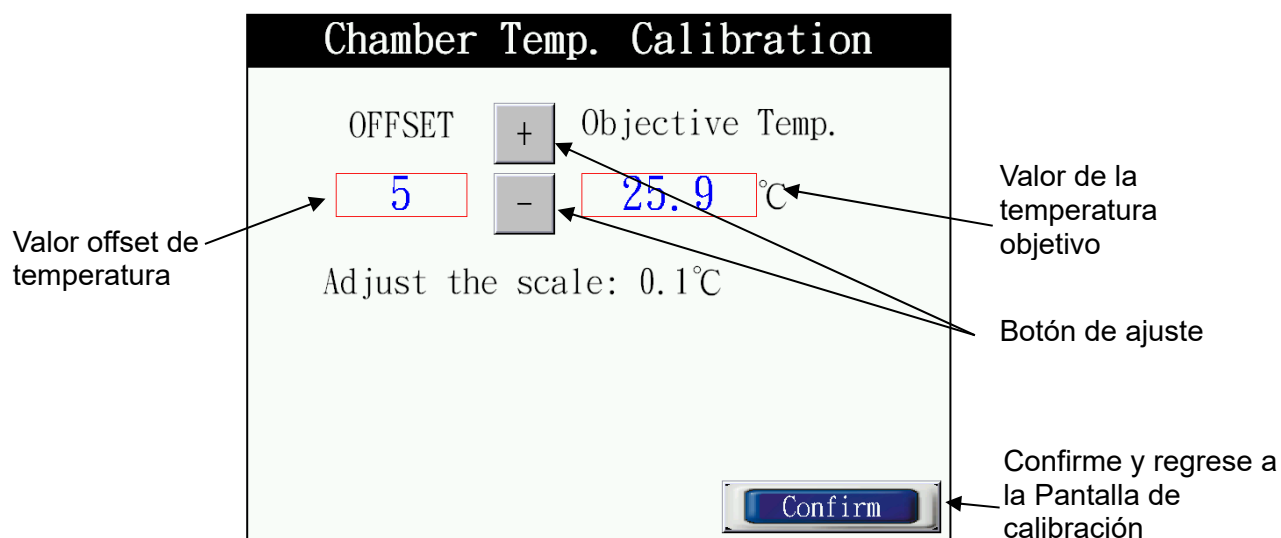 Chamber Temp. Calibration
OFFSET
+
Objective Temp.
5
-
25.9
℃
Adjust the scale: 0.1℃
Confirm
Valor offset de
temperatura
Valor de la
temperatura
objetivo
Botón de ajuste
Confirme y regrese a
la Pantalla de
calibración